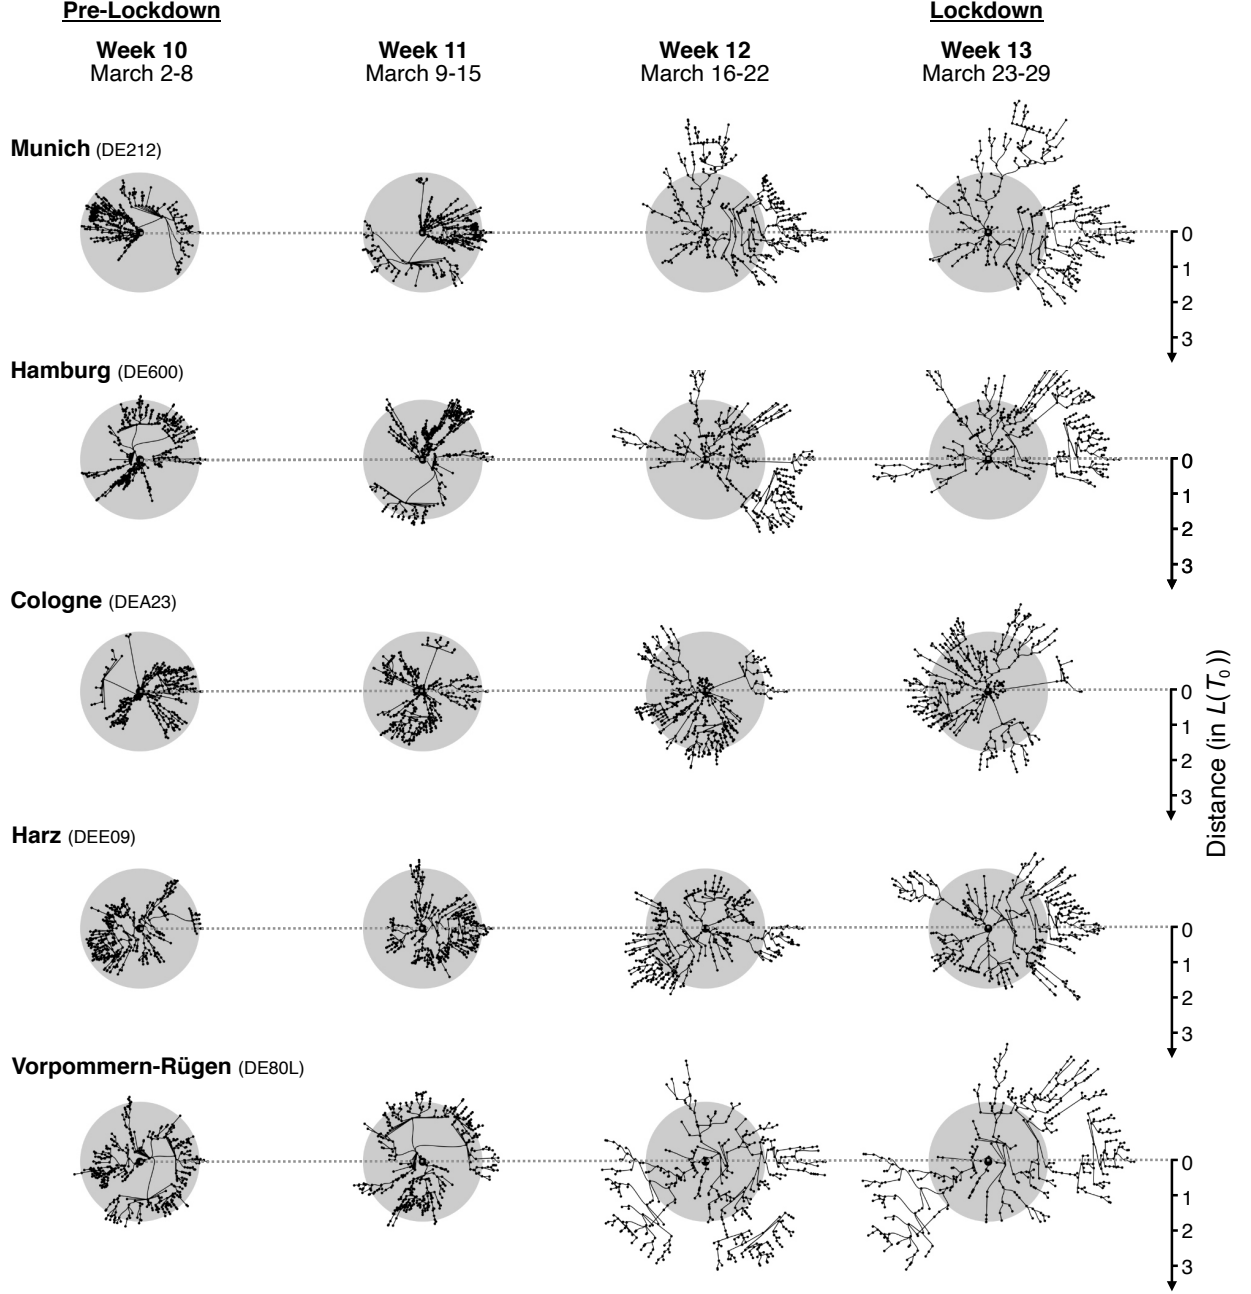 Pre-Lockdown
Lockdown
Week 10
March 2-8
Week 11
March 9-15
Week 12
March 16-22
Week 13
March 23-29
Munich (DE212)
0
1
2
3
Hamburg (DE600)
0
1
2
3
Cologne (DEA23)
0
1
2
3
Distance (in L(T₀))
Harz (DEE09)
0
1
2
3
Vorpommern-Rügen (DE80L)
0
1
2
3